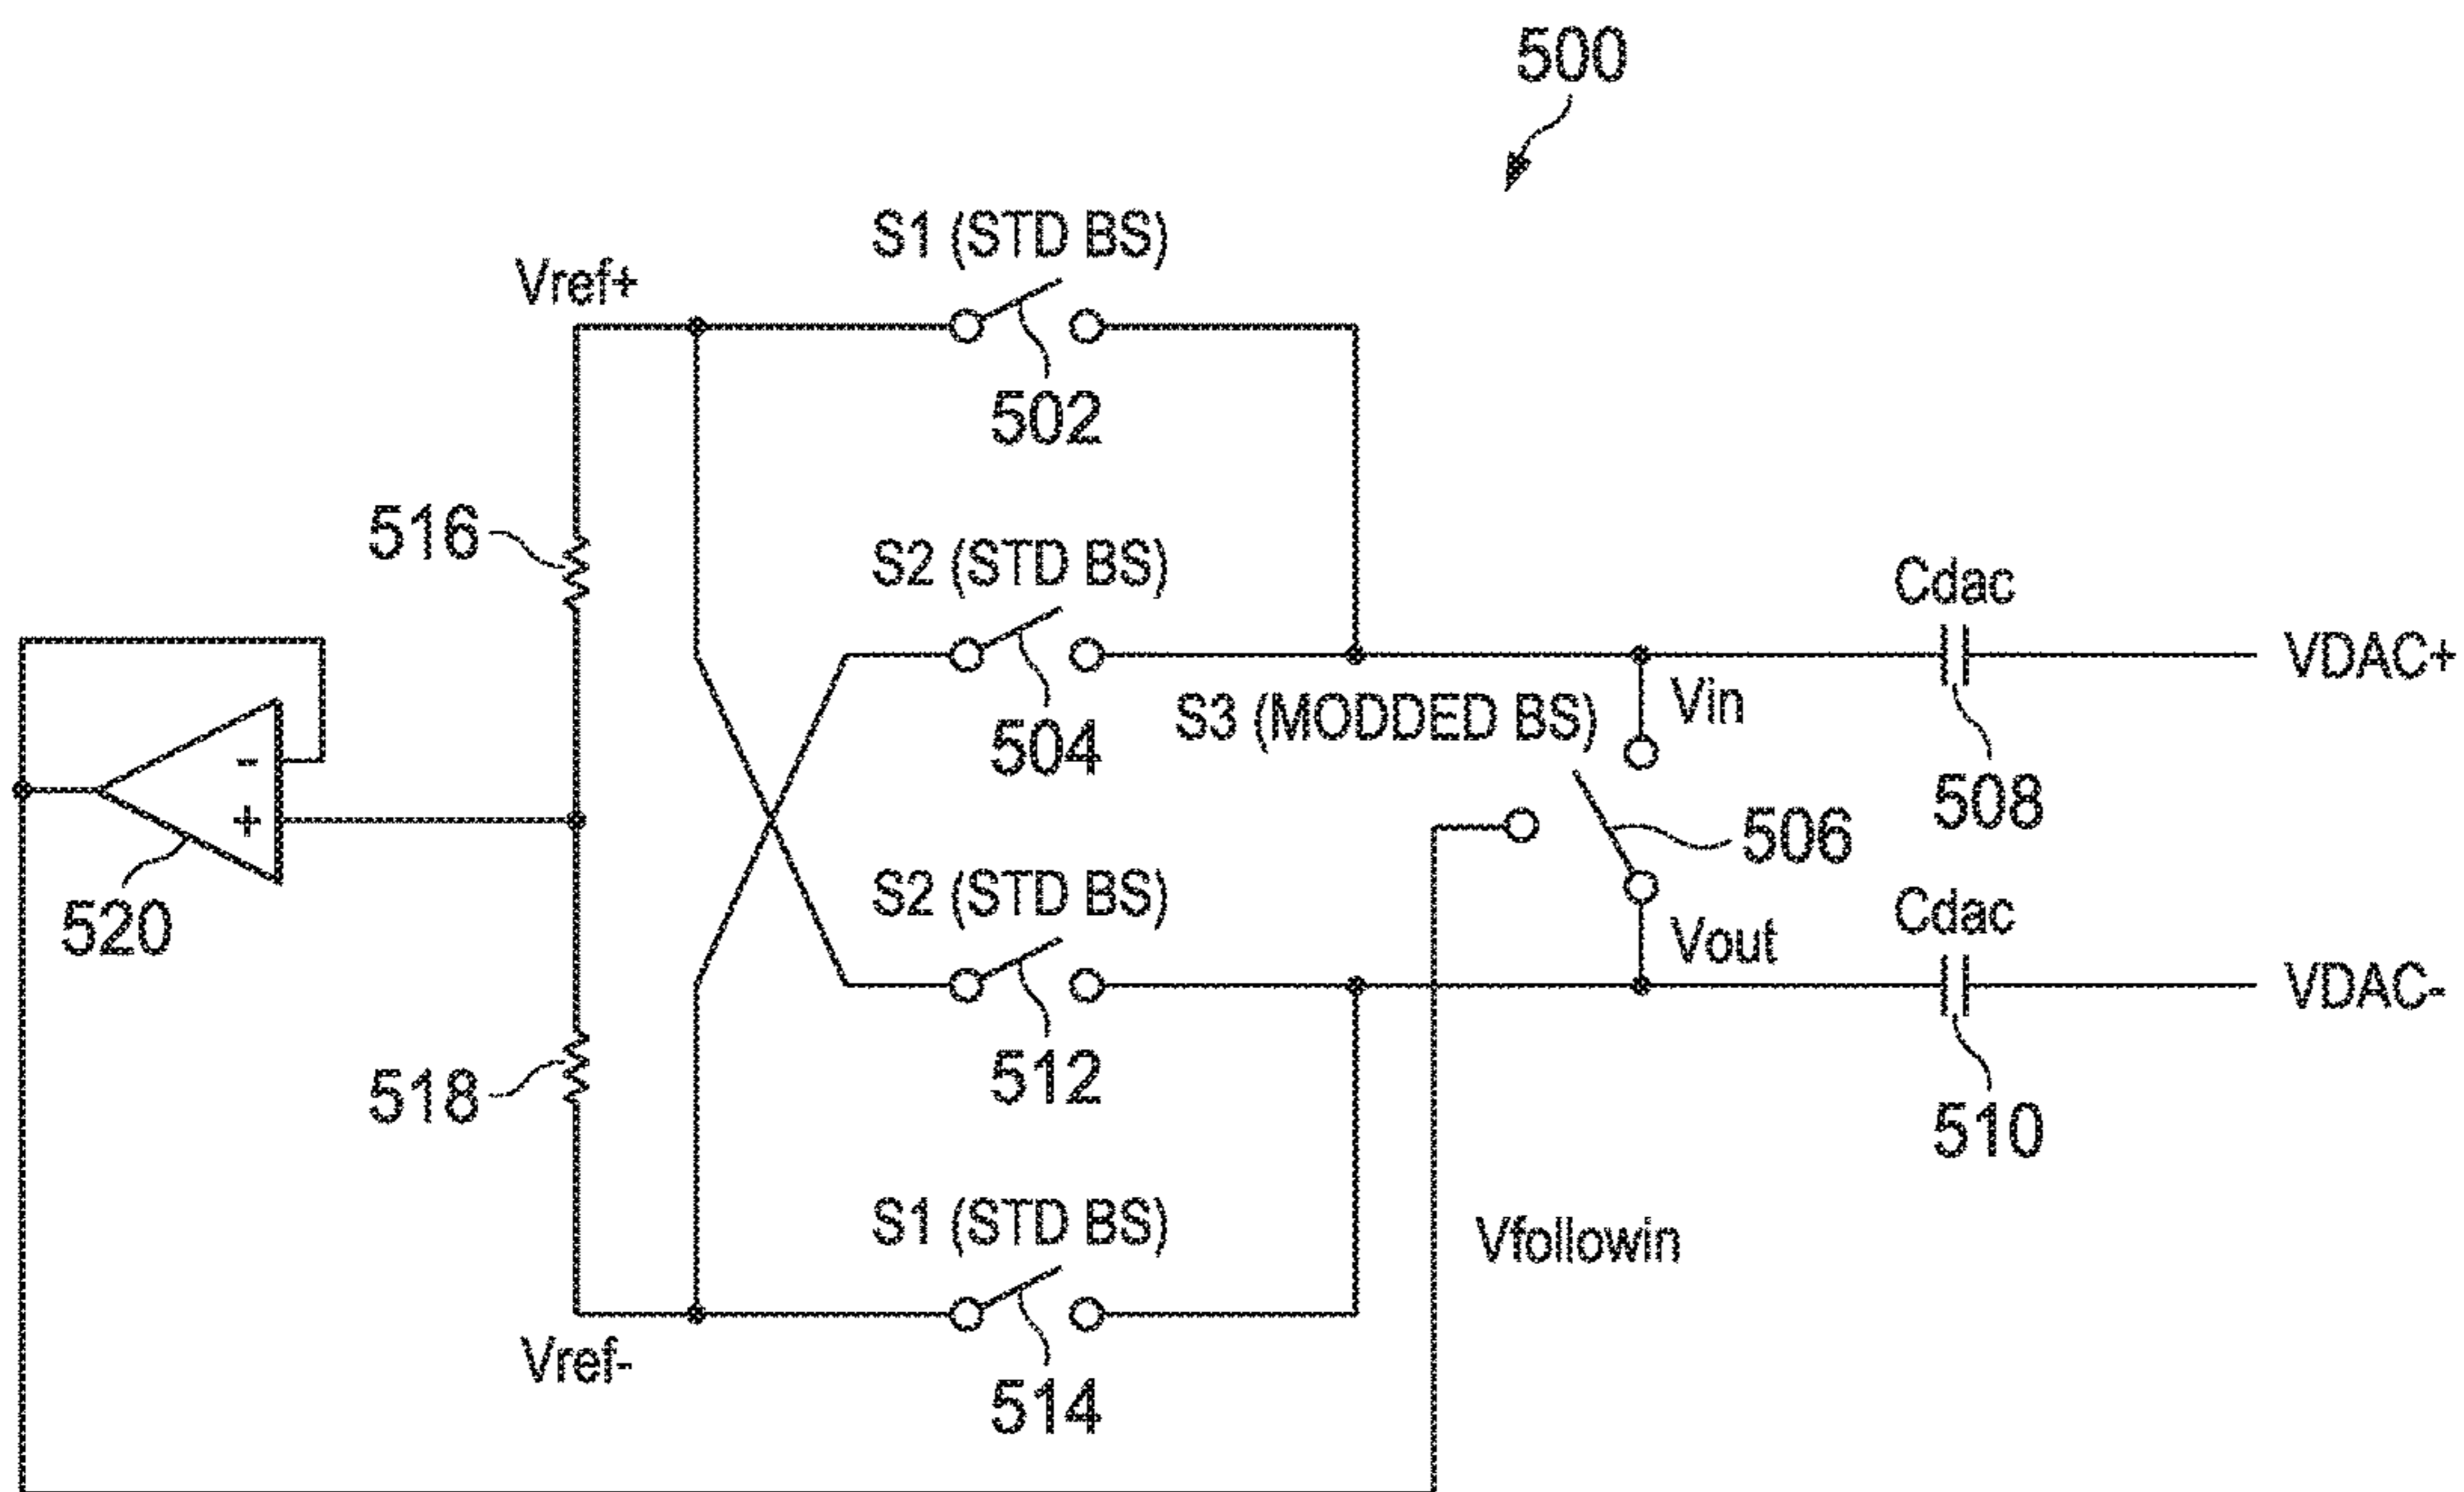 500
S1 (STD BS)
Vref+
502
516
S2 (STD BS)
Cdac
VDAC+
504
S3 (MODDED BS)
Vin
508
-
+
506
520
S2 (STD BS)
Cdac
Vout
VDAC-
512
518
510
S1 (STD BS)
Vfollowin
Vref-
514